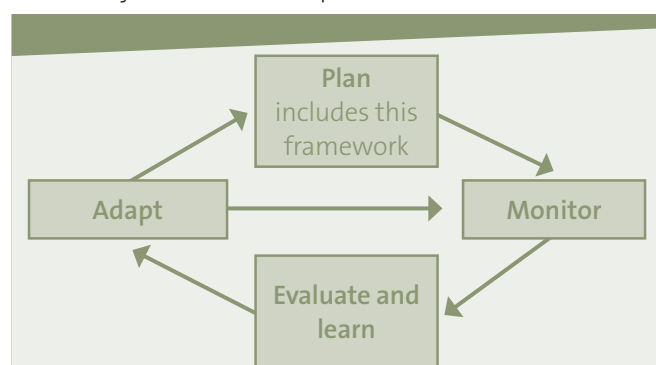 Plan
includes this
framework
Adapt
Monitor
Evaluate and
learn